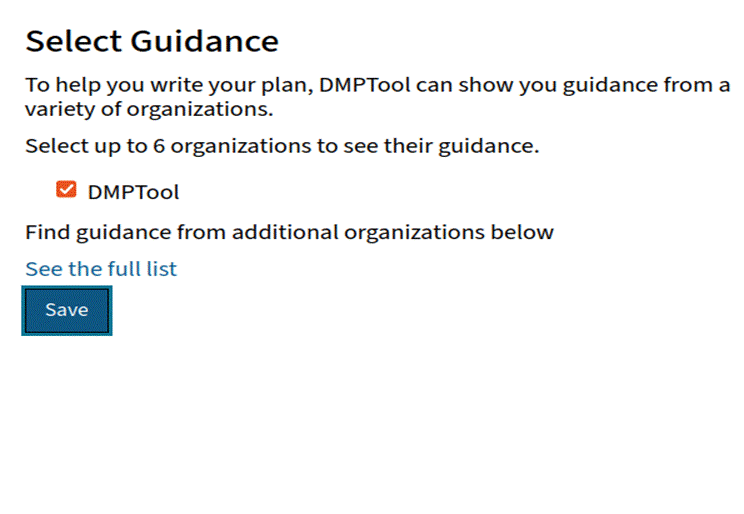 Select Guidance
To help you write your plan, DMPTool can show you guidance from a
variety of organizations.
Select up to 6 organizations to see their guidance.
DMPTool
Find guidance from additional organizations below
See the full list
Save